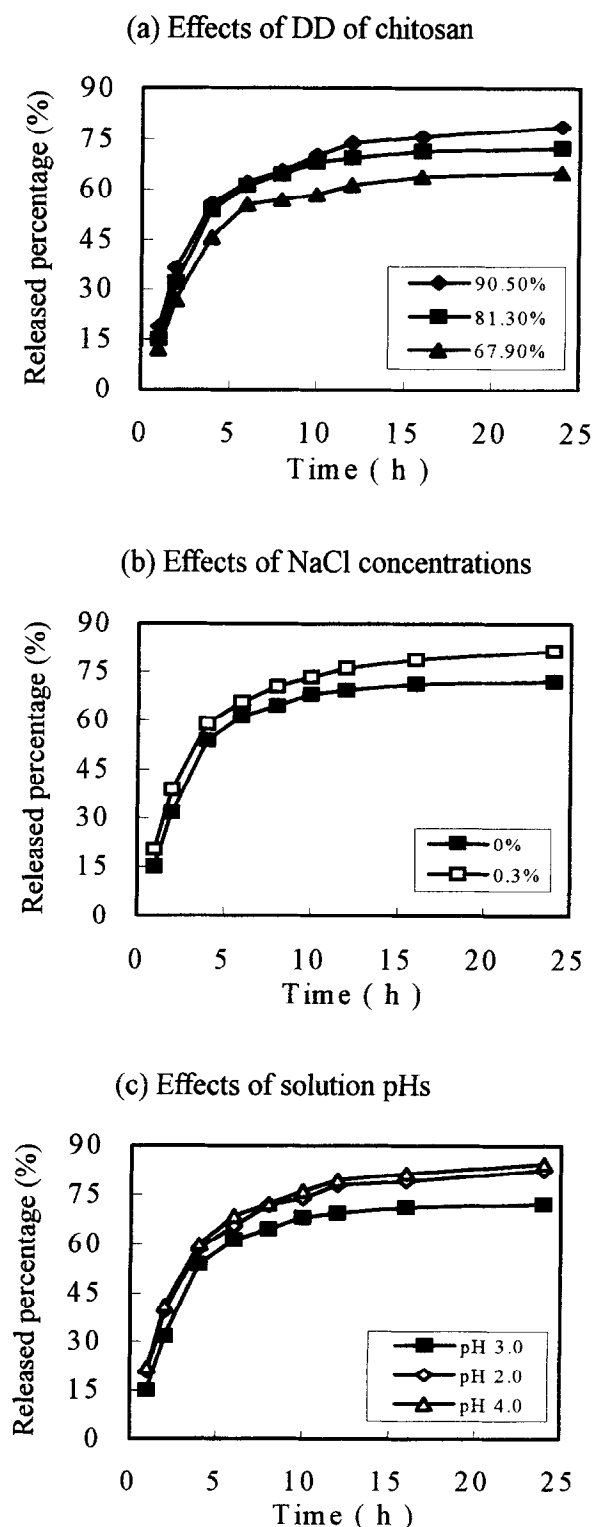 (a) Effects of DD of chitosan
Released percentage (%)
90
75
60
45
30
15
0
90.50%
81.30%
67.90%
0 5 10 15 20 25
Time ( h )
(b) Effects of NaCl concentrations
Released percentage (%)
90
75
60
45
30
15
0
0%
0.3%
0 5 10 15 20 25
Time ( h )
(c) Effects of solution pHs
Released percentage (%)
90
75
60
45
30
15
0
pH 3.0
pH 2.0
pH 4.0
0 5 10 15 20 25
Time ( h )